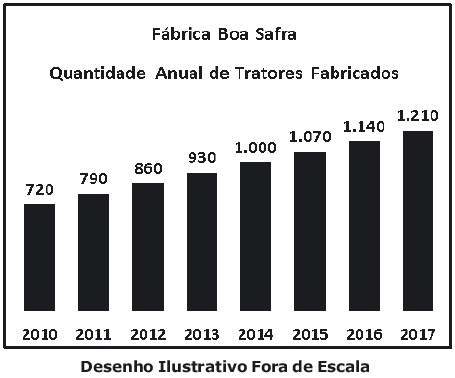 Fábrica Boa Safra
Quantidade Anual de Tratores Fabricados
720 790 860 930 1.000 1.070 1.140 1.210
2010 2011 2012 2013 2014 2015 2016 2017
Desenho Ilustrativo Fora de Escala